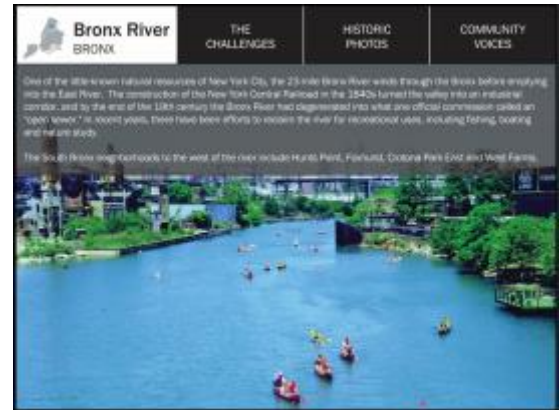 Bronx River
BRONX
THE
CHALLENGES
HISTORIC
PHOTOS
COMMUNITY
VOICES
One of the little-known natural resources of New York City, the 23-mile Bronx River winds through the Bronx before emptying
into the East River. The construction of the New York Central Railroad in the 1840s turned the valley into an industrial
corridor, and by the end of the 19th century the Bronx River had degenerated into what one official commission called an
"open sewer." In recent years, there have been efforts to reclaim the river for recreational uses, including fishing, boating
and nature study.
The South Bronx neighborhoods to the west of the river include Hunts Point, Foxhurst, Crotona Park East and West Farms.